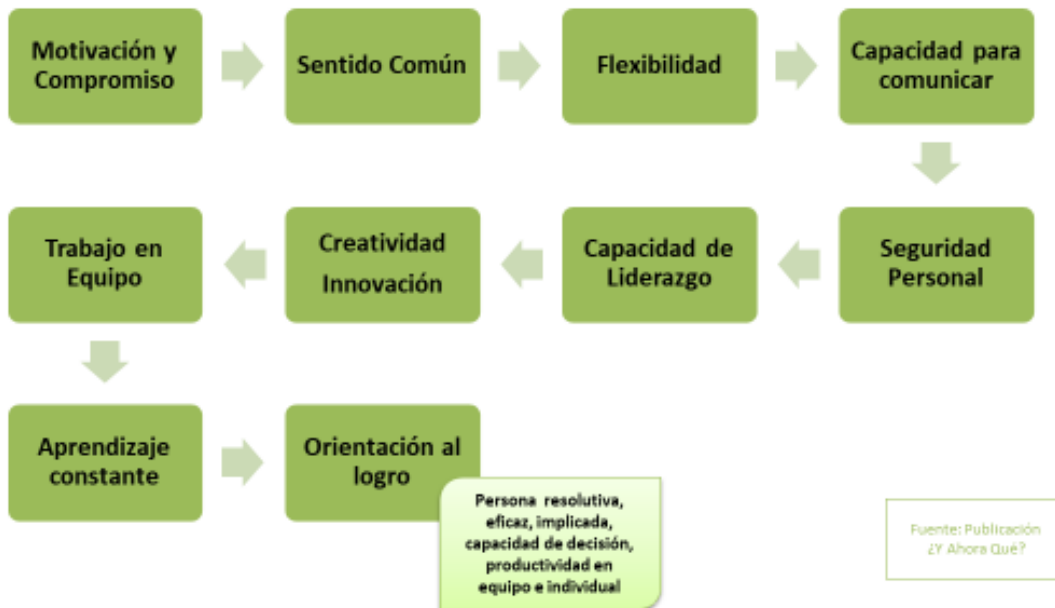 Motivación y
Compromiso
Sentido Común
Flexibilidad
Capacidad para
comunicar
Seguridad
Personal
Capacidad de
Liderazgo
Creatividad
Innovación
Trabajo en
Equipo
Aprendizaje
constante
Orientación al
logro
Persona resolutiva,
eficaz, implicada,
capacidad de decisión,
productividad en
equipo e individual
Fuente: Publicación
¿Y Ahora Qué?